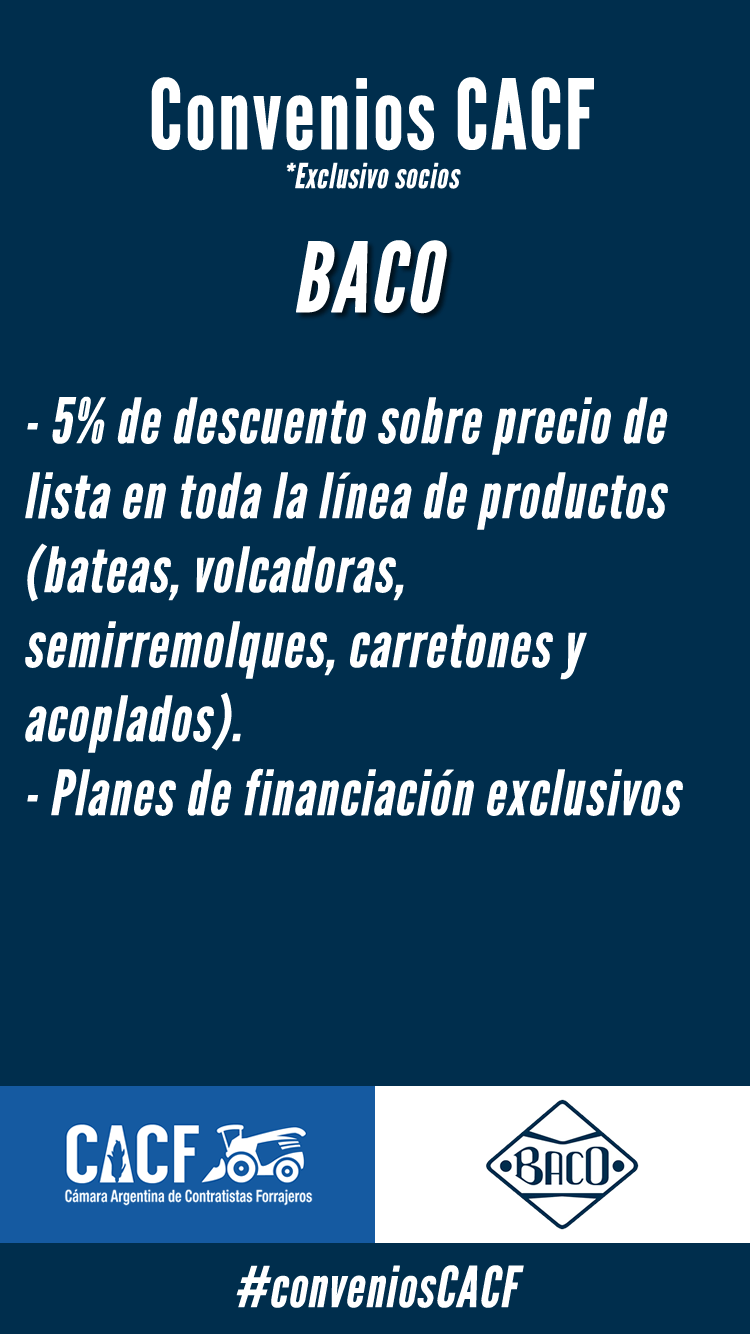 Convenios CACF
*Exclusivo socios
BACO
- 5% de descuento sobre precio de
lista en toda la línea de productos
(bateas, volcadoras,
semirremolques, carretones y
acoplados).
- Planes de financiación exclusivos
CACF
Cámara Argentina de Contratistas Forrajeros
BACO
#conveniosCACF